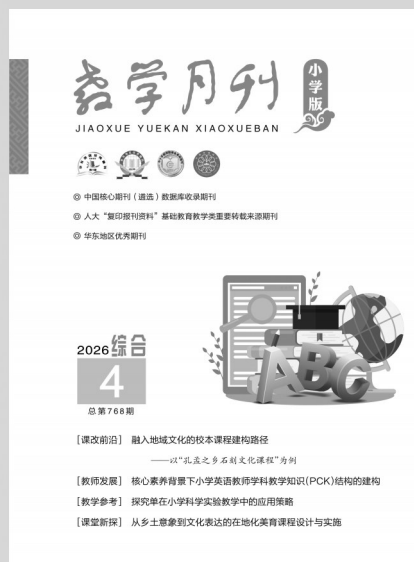 教学月刊
小学版
JIAOXUE YUEKAN XIAOXUEBAN
◎ 中国核心期刊（遴选）数据库收录期刊
◎ 人大“复印报刊资料”基础教育教学类重要转载来源期刊
◎ 华东地区优秀期刊
2026 综合
4
总第768期
ABC
［课改前沿］ 融入地域文化的校本课程建构路径
——以“孔孟之乡石刻文化课程”为例
［教师发展］ 核心素养背景下小学英语教师学科教学知识（PCK）结构的建构
［教学参考］ 探究单在小学科学实验教学中的应用策略
［课堂新探］ 从乡土意象到文化表达的在地化美育课程设计与实施